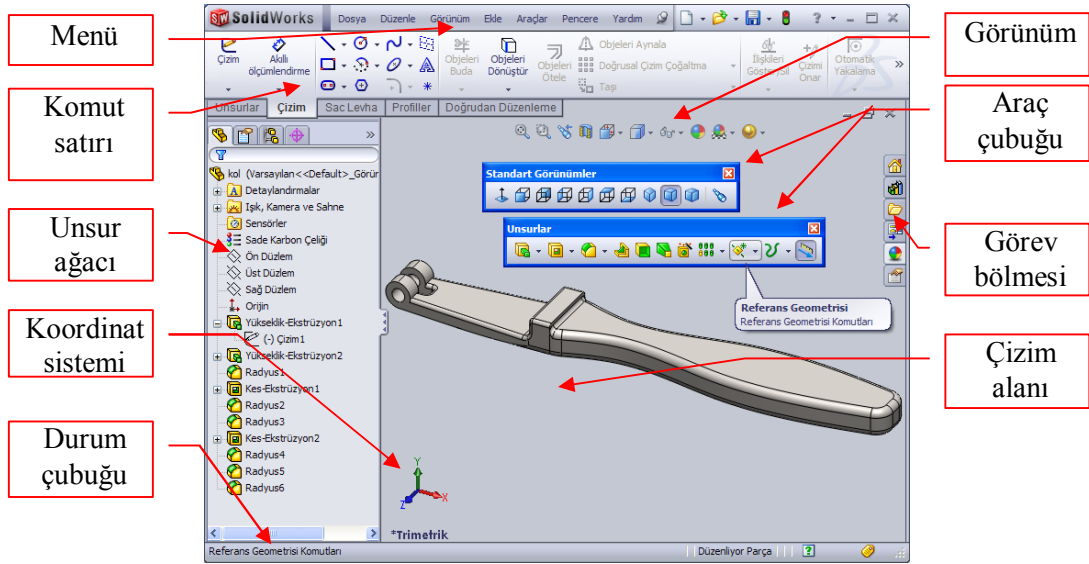 Menü
Komut
satırı
Unsur
ağacı
Koordinat
sistemi
Durum
çubuğu
SolidWorks Dosya Düzenle Görünüm Ekle Araçlar Pencere Yardım
Çizim
Akıllı
ölçümlendirme
Objeleri
Buda
Objeleri
Dönüştür
Objeleri
Ötele
Objeleri Aynala
Doğrusal Çizim Çoğaltma
Taşı
İlişkileri
Göster/Sil
Çizimi
Onar
Otomatik
Yakalama
Unsurlar Çizim Sac Levha Profiller Doğrudan Düzenleme
kol (Varsayılan<<Default>_Görür
Detaylandırmalar
Işık, Kamera ve Sahne
Sensörler
Sade Karbon Çeliği
Ön Düzlem
Üst Düzlem
Sağ Düzlem
Orijin
Yükseklik-Ekstrüzyon1
(-) Çizim1
Yükseklik-Ekstrüzyon2
Radyus1
Kes-Ekstrüzyon1
Radyus2
Radyus3
Kes-Ekstrüzyon2
Radyus4
Radyus5
Radyus6
Standart Görünümler
Unsurlar
Referans Geometrisi
Referans Geometrisi Komutları
Y
X
Z
*Trimetrik
Referans Geometrisi Komutları
Düzenliyor Parça
Görünüm
Araç
çubuğu
Görev
bölmesi
Çizim
alanı